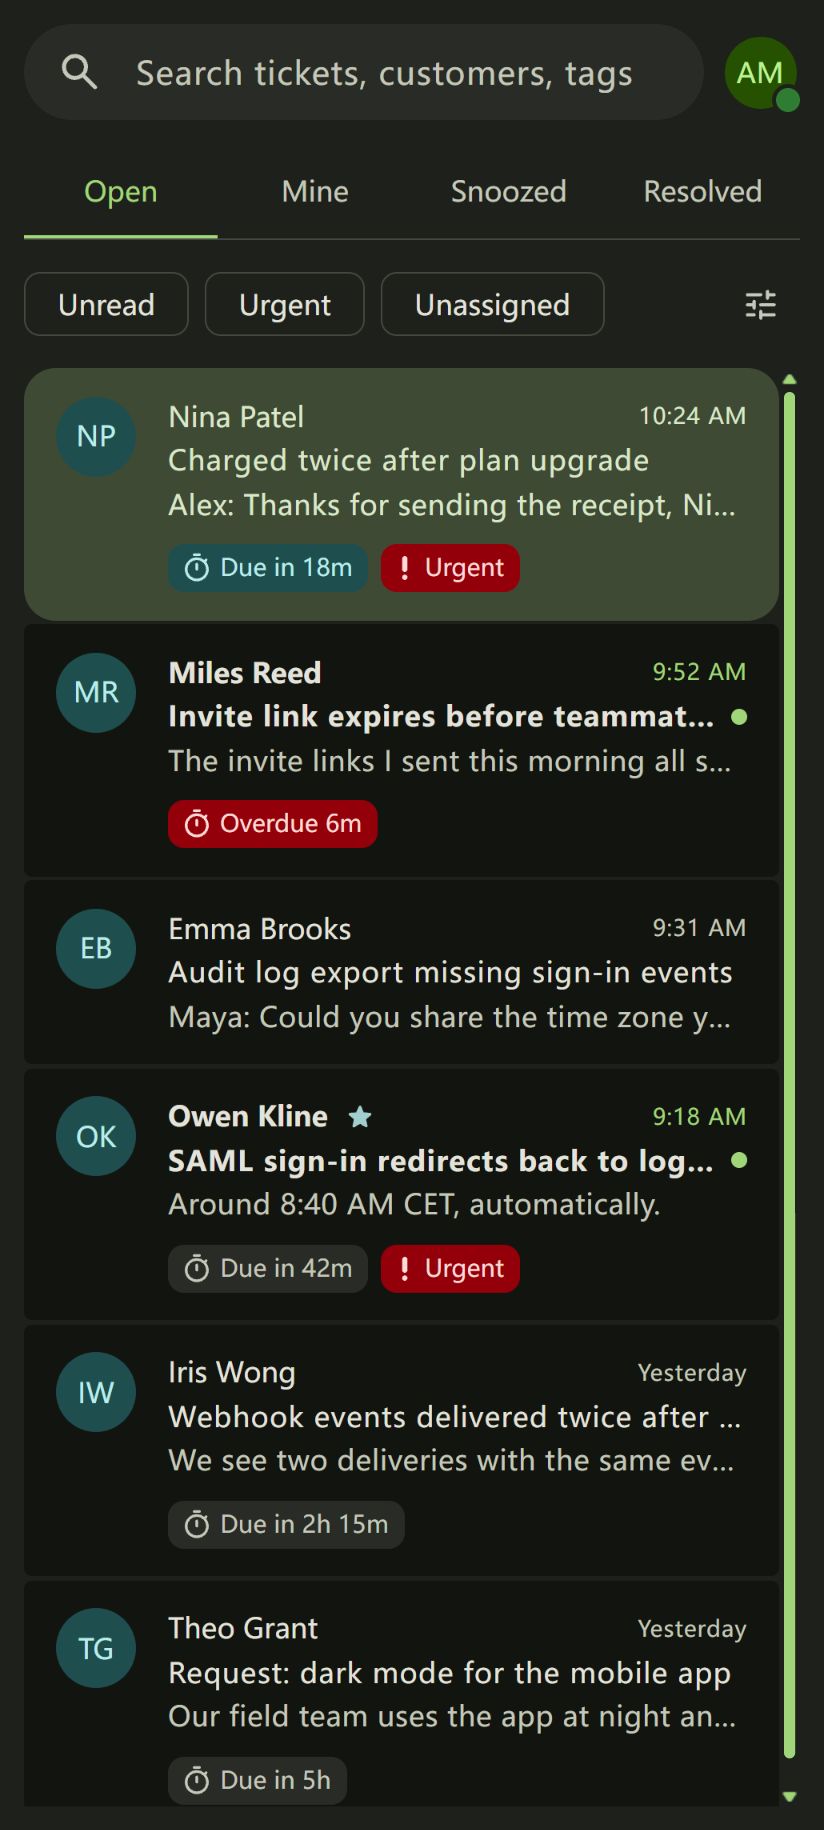 Search tickets, customers, tags
AM
Open
Mine
Snoozed
Resolved
Unread
Urgent
Unassigned
NP
Nina Patel
10:24 AM
Charged twice after plan upgrade
Alex: Thanks for sending the receipt, Ni...
Due in 18m
Urgent
MR
Miles Reed
9:52 AM
Invite link expires before teammat...
The invite links I sent this morning all s...
Overdue 6m
EB
Emma Brooks
9:31 AM
Audit log export missing sign-in events
Maya: Could you share the time zone y...
OK
Owen Kline
9:18 AM
SAML sign-in redirects back to log...
Around 8:40 AM CET, automatically.
Due in 42m
Urgent
IW
Iris Wong
Yesterday
Webhook events delivered twice after ...
We see two deliveries with the same ev...
Due in 2h 15m
TG
Theo Grant
Yesterday
Request: dark mode for the mobile app
Our field team uses the app at night an...
Due in 5h